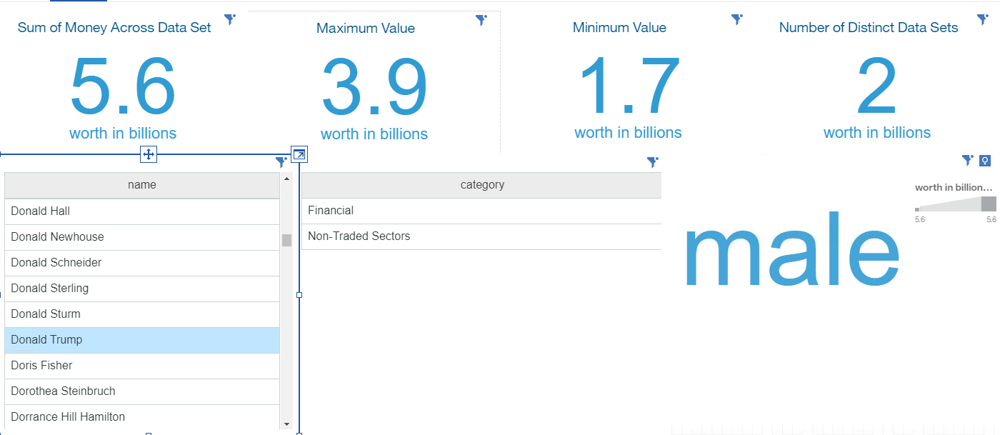 Sum of Money Across Data Set
Maximum Value
Minimum Value
Number of Distinct Data Sets
5.6
3.9
1.7
2
worth in billions
worth in billions
worth in billions
worth in billions
name
Donald Hall
Donald Newhouse
Donald Schneider
Donald Sterling
Donald Sturm
Donald Trump
Doris Fisher
Dorothea Steinbruch
Dorrance Hill Hamilton
category
Financial
Non-Traded Sectors
male
worth in billion...
5.6
5.6